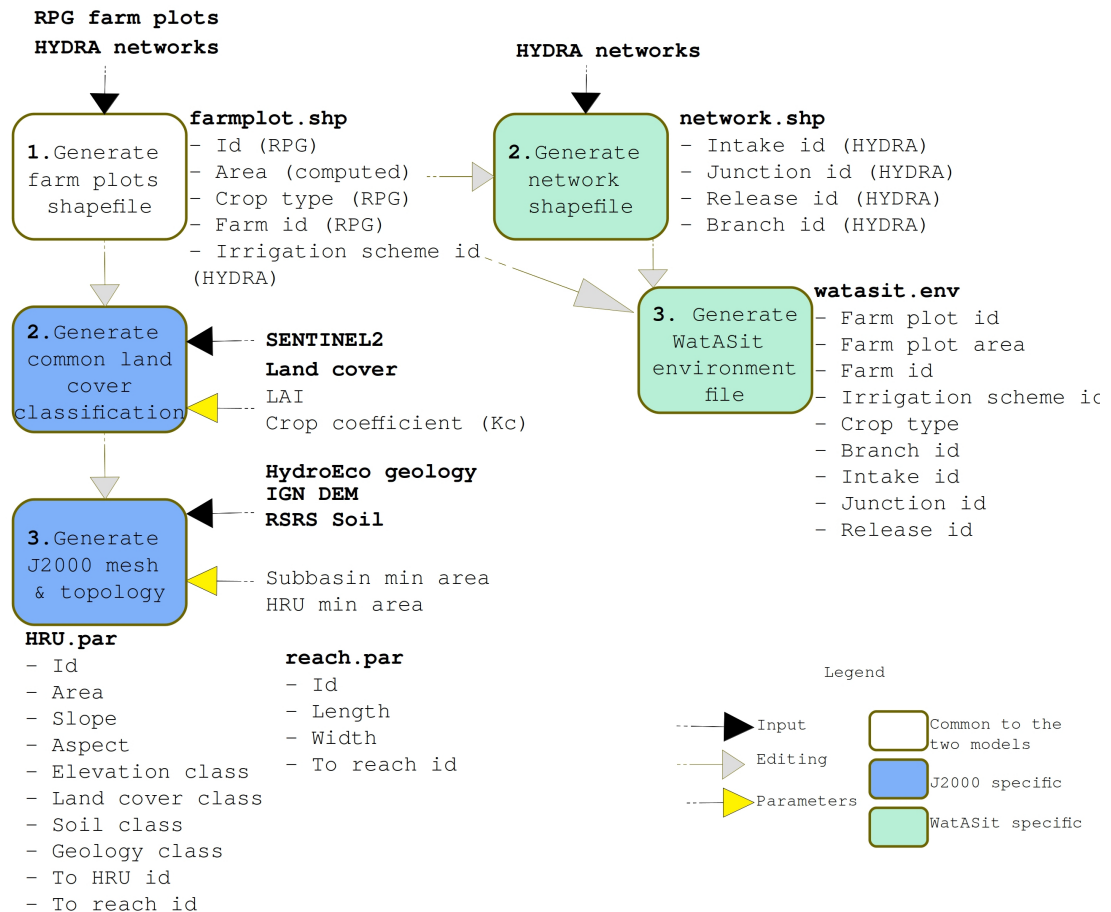 RPG farm plots
HYDRA networks
HYDRA networks
1.Generate
farm plots
shapefile
farmplot.shp
– Id (RPG)
– Area (computed)
– Crop type (RPG)
– Farm id (RPG)
– Irrigation scheme id
(HYDRA)
2.Generate
network
shapefile
network.shp
– Intake id (HYDRA)
– Junction id (HYDRA)
– Release id (HYDRA)
– Branch id (HYDRA)
2.Generate
common land
cover
classification
SENTINEL2
Land cover
LAI
Crop coefficient (Kc)
3. Generate
WatASit
environment
file
watasit.env
– Farm plot id
– Farm plot area
– Farm id
– Irrigation scheme id
– Crop type
– Branch id
– Intake id
– Junction id
– Release id
3.Generate
J2000 mesh
& topology
HydroEco geology
IGN DEM
RSRS Soil
Subbasin min area
HRU min area
HRU.par
– Id
– Area
– Slope
– Aspect
– Elevation class
– Land cover class
– Soil class
– Geology class
– To HRU id
– To reach id
reach.par
– Id
– Length
– Width
– To reach id
Legend
Input
Editing
Parameters
Common to the
two models
J2000 specific
WatASit specific